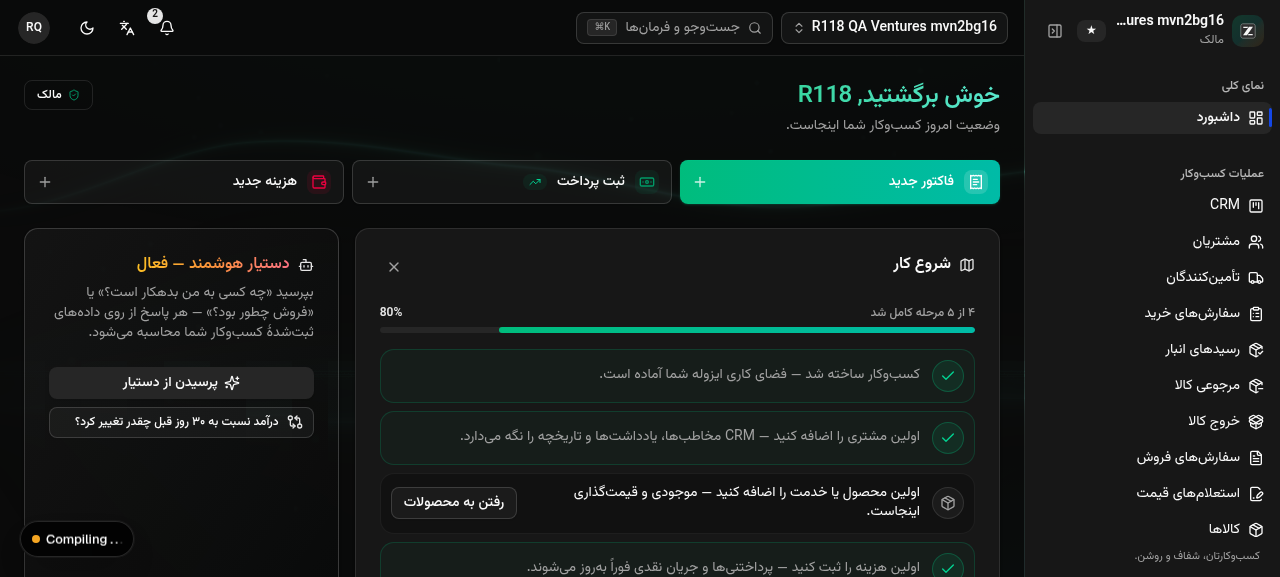 ...ures mvn2bg16
مالک
نمای کلی
داشبورد
عملیات کسب‌وکار
CRM
مشتریان
تأمین‌کنندگان
سفارش‌های خرید
رسیدهای انبار
مرجوعی کالا
خروج کالا
سفارش‌های فروش
استعلام‌های قیمت
کالاها
کسب‌وکارتان، شفاف و روشن.
R118 QA Ventures mvn2bg16
جست‌وجو و فرمان‌ها
⌘K
2
RQ
خوش برگشتید, R118
وضعیت امروز کسب‌وکار شما اینجاست.
مالک
فاکتور جدید
ثبت پرداخت
هزینه جدید
شروع کار
۴ از ۵ مرحله کامل شد
80%
کسب‌وکار ساخته شد — فضای کاری ایزوله شما آماده است.
اولین مشتری را اضافه کنید — CRM مخاطب‌ها، یادداشت‌ها و تاریخچه را نگه می‌دارد.
اولین محصول یا خدمت را اضافه کنید — موجودی و قیمت‌گذاری
اینجاست.
رفتن به محصولات
اولین هزینه را ثبت کنید — پرداختنی‌ها و جریان نقدی فوراً به‌روز می‌شوند.
دستیار هوشمند — فعال
بپرسید «چه کسی به من بدهکار است؟» یا
«فروش چطور بود؟» — هر پاسخ از روی داده‌های
ثبت‌شدهٔ کسب‌وکار شما محاسبه می‌شود.
پرسیدن از دستیار
درآمد نسبت به ۳۰ روز قبل چقدر تغییر کرد؟
Compiling...